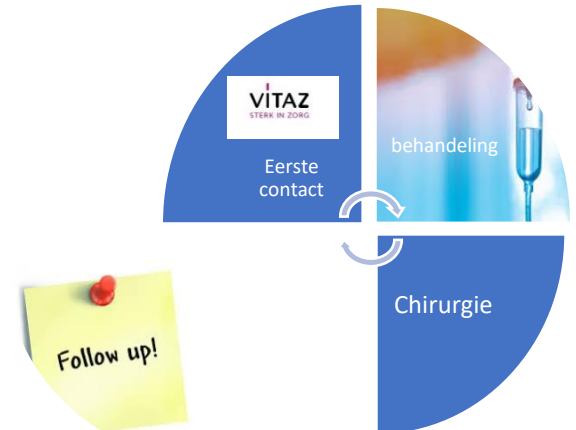 VITAZ
STERK IN ZORG
Eerste
contact
behandeling
Chirurgie
Follow up!